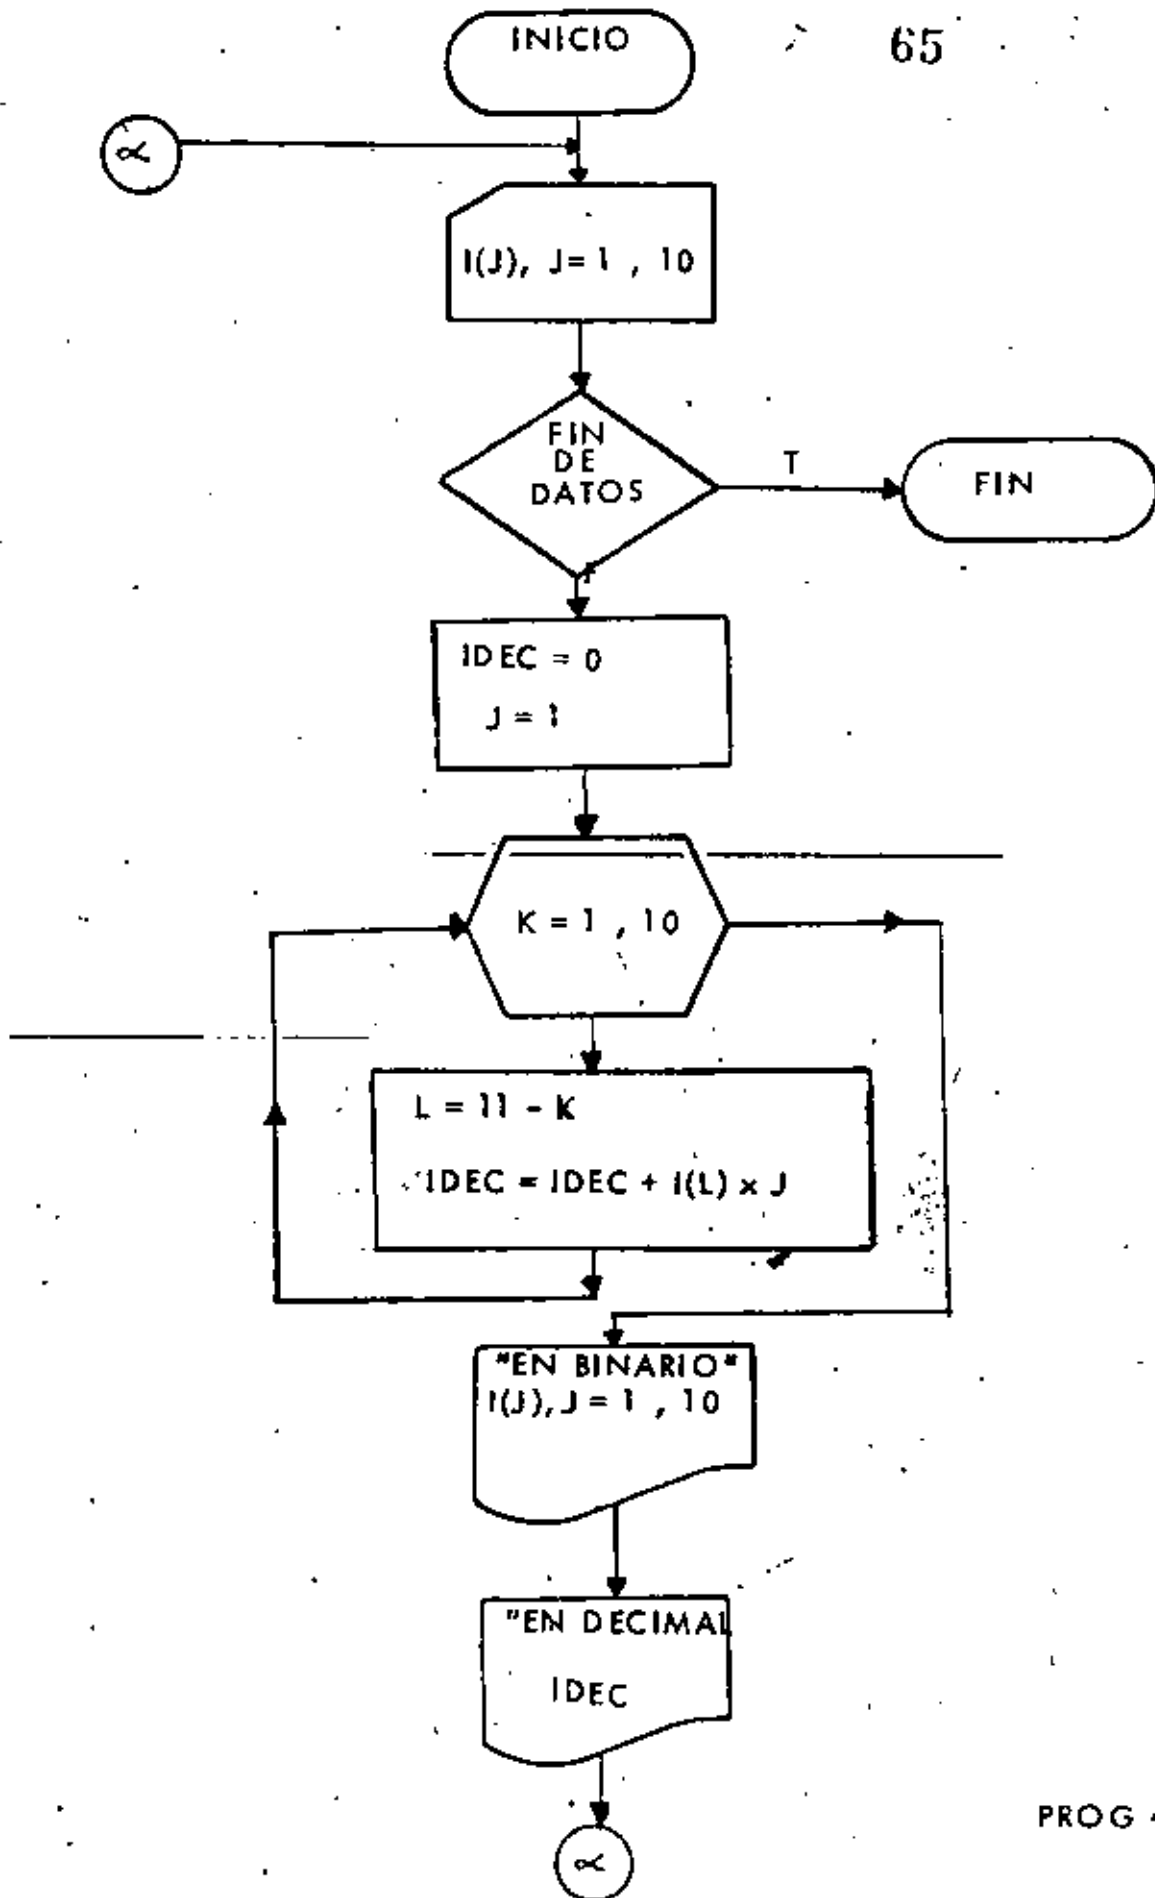 INICIO
65
α
I(J), J= 1 , 10
FIN
DE
DATOS
T
FIN
f
IDEC = 0
J = 1
K = 1 , 10
L = 11 - K
IDEC = IDEC + I(L) x J
"EN BINARIO"
I(J), J = 1 , 10
"EN DECIMAL
IDEC
PROG
α